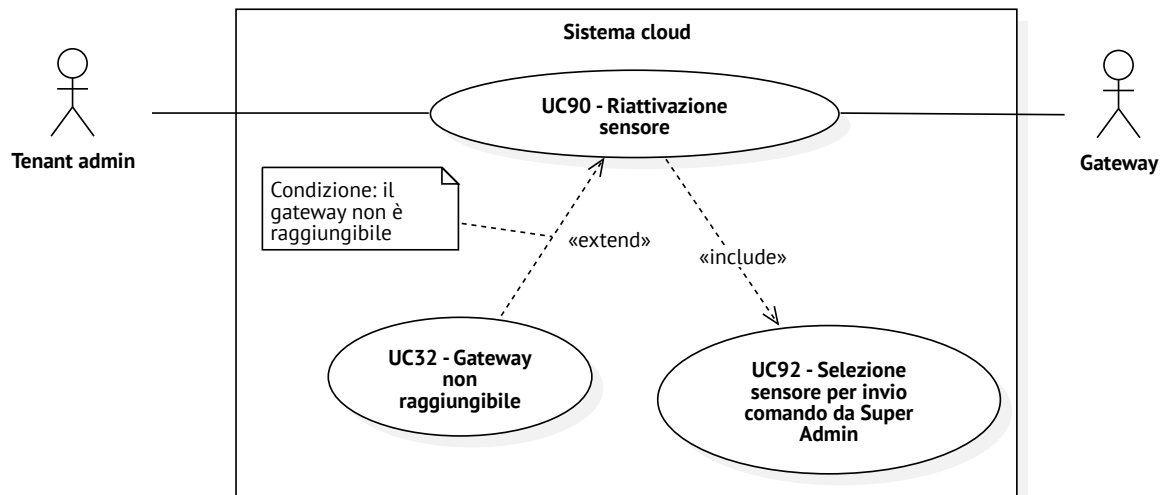 Sistema cloud
UC90 - Riattivazione
sensore
Tenant admin
Gateway
Condizione: il
gateway non è
raggiungibile
«extend»
«include»
UC32 - Gateway
non
raggiungibile
UC92 - Selezione
sensore per invio
comando da Super
Admin